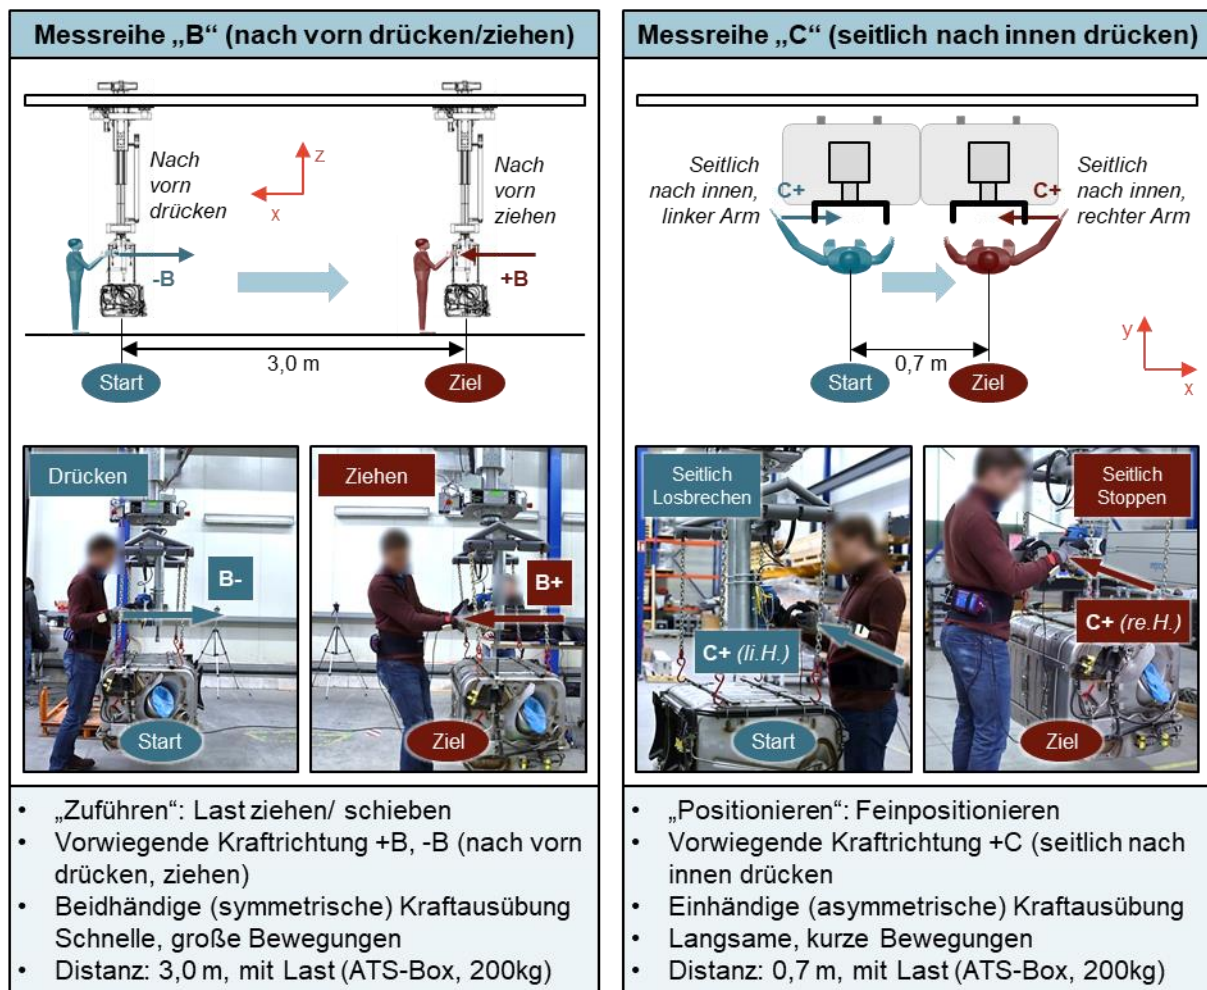 Messreihe „B“ (nach vorn drücken/ziehen)
Nach
vorn
drücken
z
x
Nach
vorn
ziehen
-B
+B
3,0 m
Start
Ziel
Drücken
B-
Start
Ziehen
B+
Ziel
• „Zuführen“: Last ziehen/ schieben
• Vorwiegende Kraftrichtung +B, -B (nach vorn
drücken, ziehen)
• Beidhändige (symmetrische) Kraftausübung
Schnelle, große Bewegungen
• Distanz: 3,0 m, mit Last (ATS-Box, 200kg)
Messreihe „C“ (seitlich nach innen drücken)
Seitlich
nach innen,
linker Arm
C+
C+
Seitlich
nach innen,
rechter Arm
0,7 m
y
x
Start
Ziel
Seitlich
Losbrechen
C+ (li.H.)
Start
Seitlich
Stoppen
C+ (re.H.)
Ziel
• „Positionieren“: Feinpositionieren
• Vorwiegende Kraftrichtung +C (seitlich nach
innen drücken
• Einhändige (asymmetrische) Kraftausübung
• Langsame, kurze Bewegungen
• Distanz: 0,7 m, mit Last (ATS-Box, 200kg)